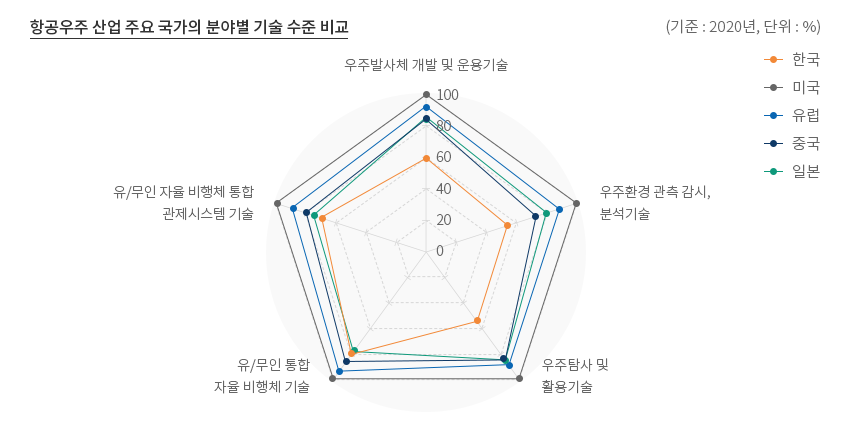 항공우주 산업 주요 국가의 분야별 기술 수준 비교
(기준 : 2020년, 단위 : %)
한국
미국
유럽
중국
일본
우주발사체 개발 및 운용기술
100
80
60
40
20
0
유/무인 자율 비행체 통합
관제시스템 기술
우주환경 관측 감시,
분석기술
유/무인 통합
자율 비행체 기술
우주탐사 및
활용기술